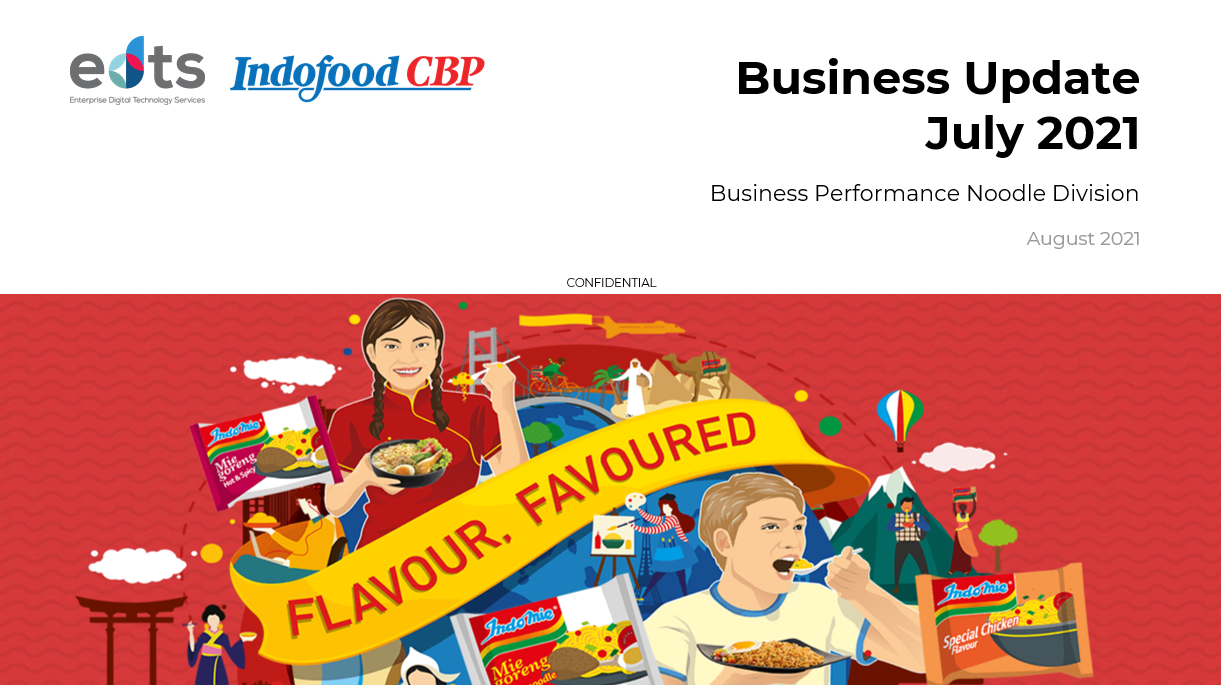 edts
Enterprise Digital Technology Services
Indofood CBP
Business Update
July 2021
Business Performance Noodle Division
August 2021
CONFIDENTIAL
FLAVOUR, FAVOURED
Indomie
Mie
goreng
Hot & Spicy
Indomie
Mie
goreng
Indomie
Special Chicken
Flavour